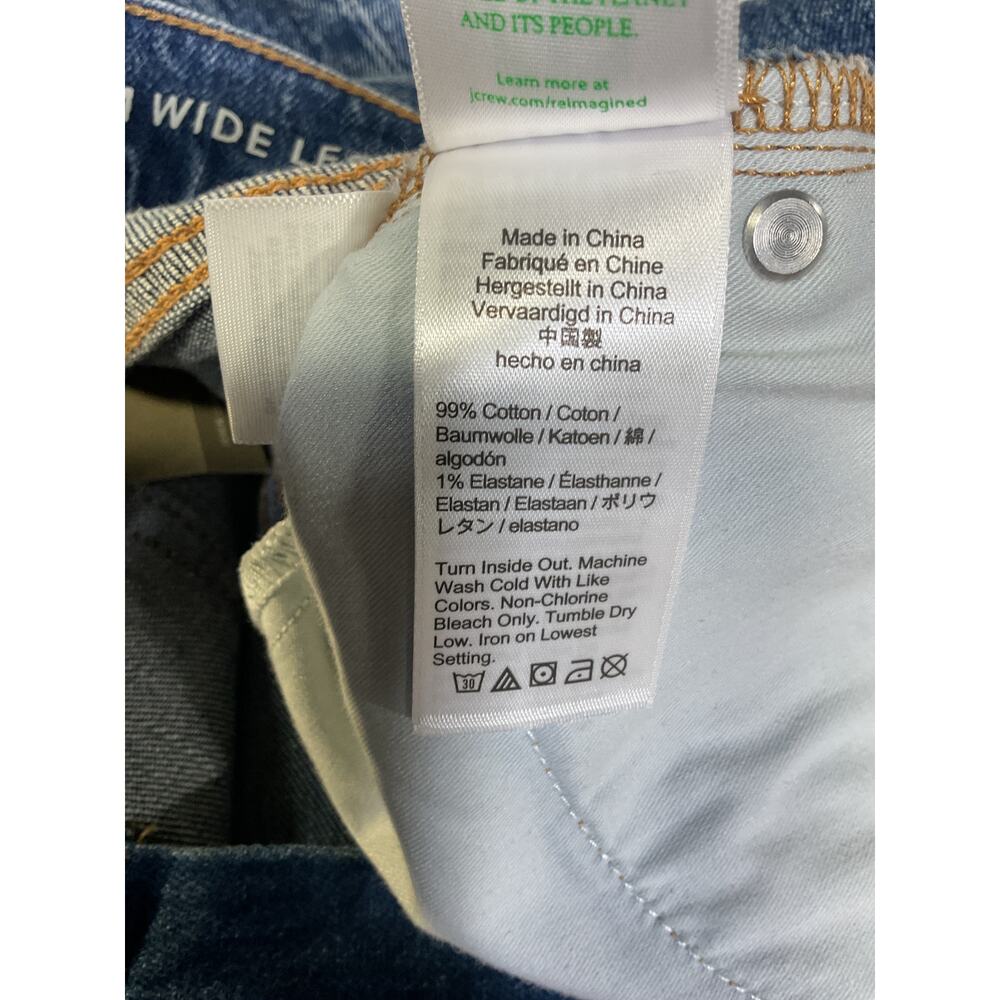 AND ITS PEOPLE.
Learn more at
jcrew.com/reimagined
WIDE
Made in China
Fabriqué en Chine
Hergestellt in China
Vervaardigd in China
中国製
hecho en china
99% Cotton / Coton /
Baumwolle / Katoen / 綿 /
algodón
1% Elastane / Élasthanne /
Elastan / Elastaan / ポリウ
レタン / elastano
Turn Inside Out. Machine
Wash Cold With Like
Colors. Non-Chlorine
Bleach Only. Tumble Dry
Low. Iron on Lowest
Setting.
30